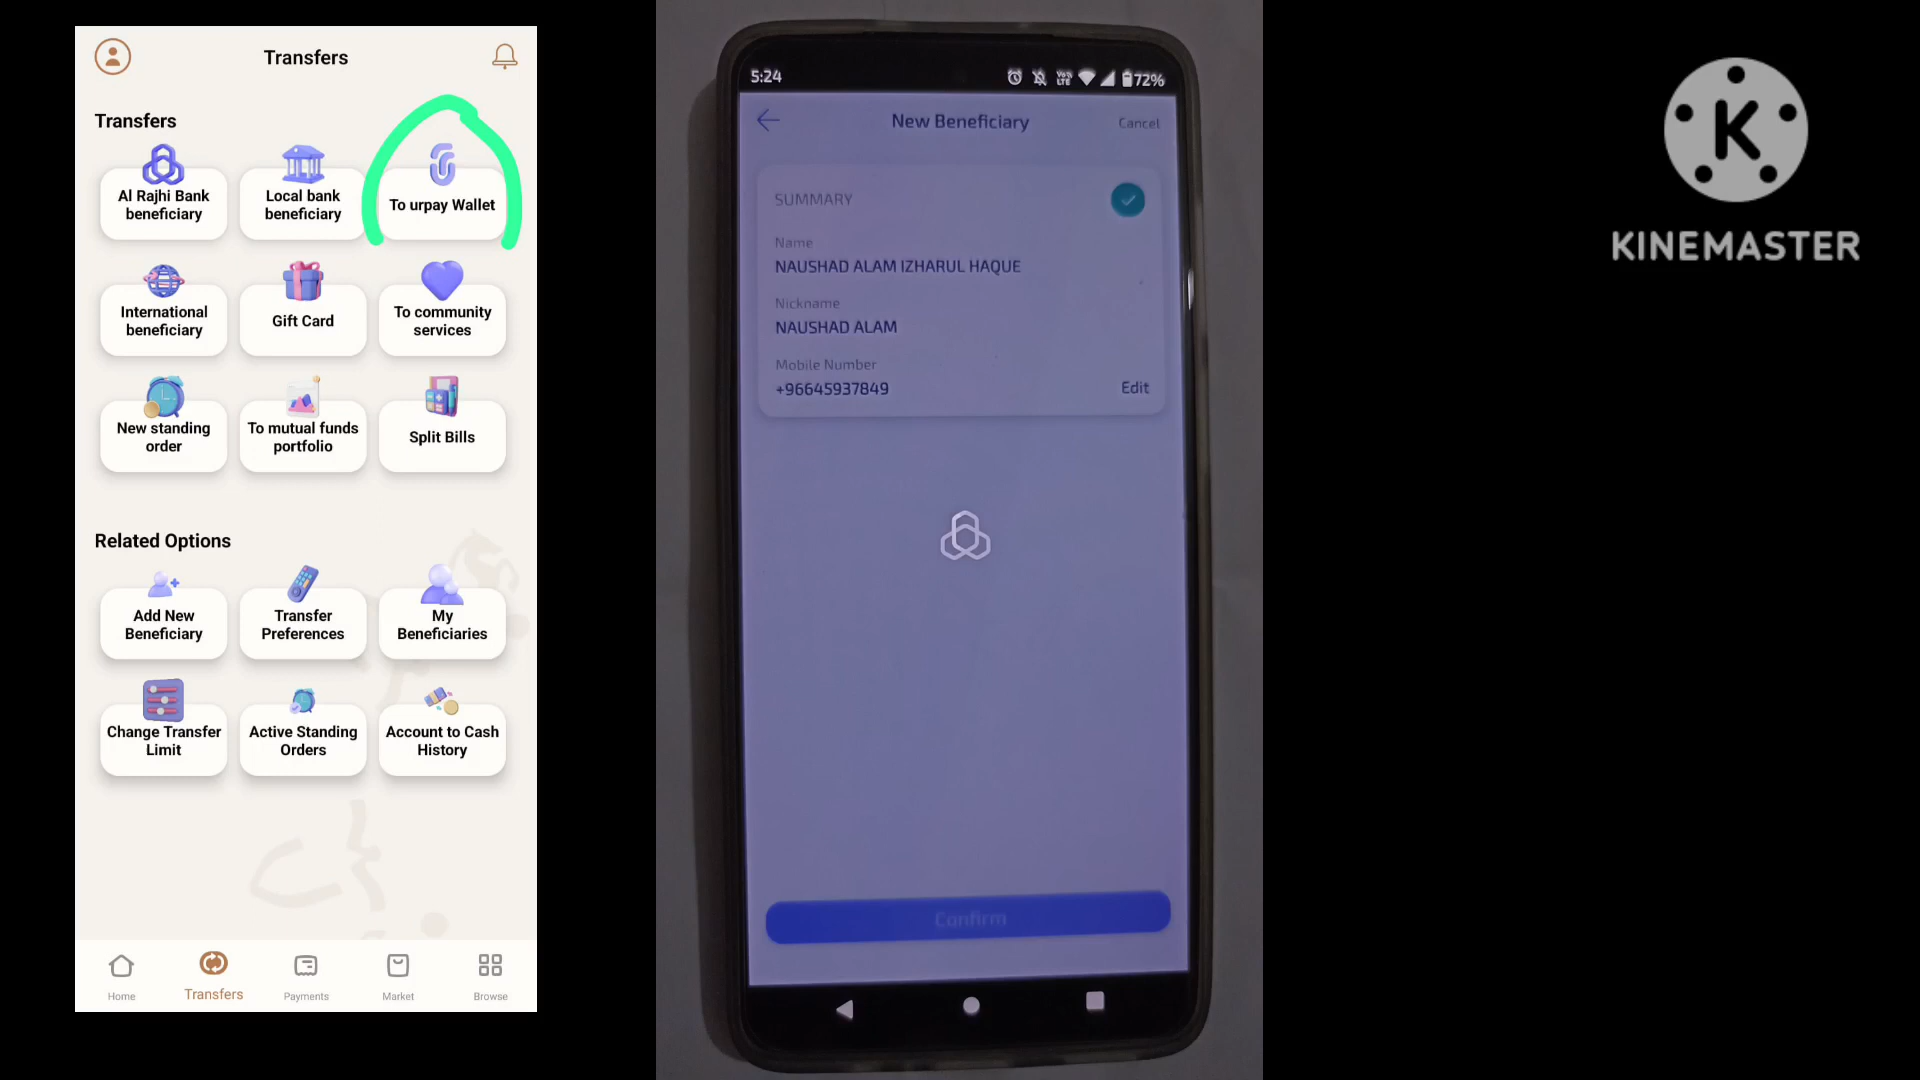 Transfers
Transfers
Al Rajhi Bank
beneficiary
Local bank
beneficiary
To urpay Wallet
International
beneficiary
Gift Card
To community
services
New standing
order
To mutual funds
portfolio
Split Bills
Related Options
Add New
Beneficiary
Transfer
Preferences
My
Beneficiaries
Change Transfer
Limit
Active Standing
Orders
Account to Cash
History
Home
Transfers
Payments
Market
Browse
5:24
72%
New Beneficiary
Cancel
SUMMARY
Name
NAUSHAD ALAM IZHARUL HAQUE
Nickname
NAUSHAD ALAM
Mobile Number
+96645937849
Edit
Confirm
K
KINEMASTER